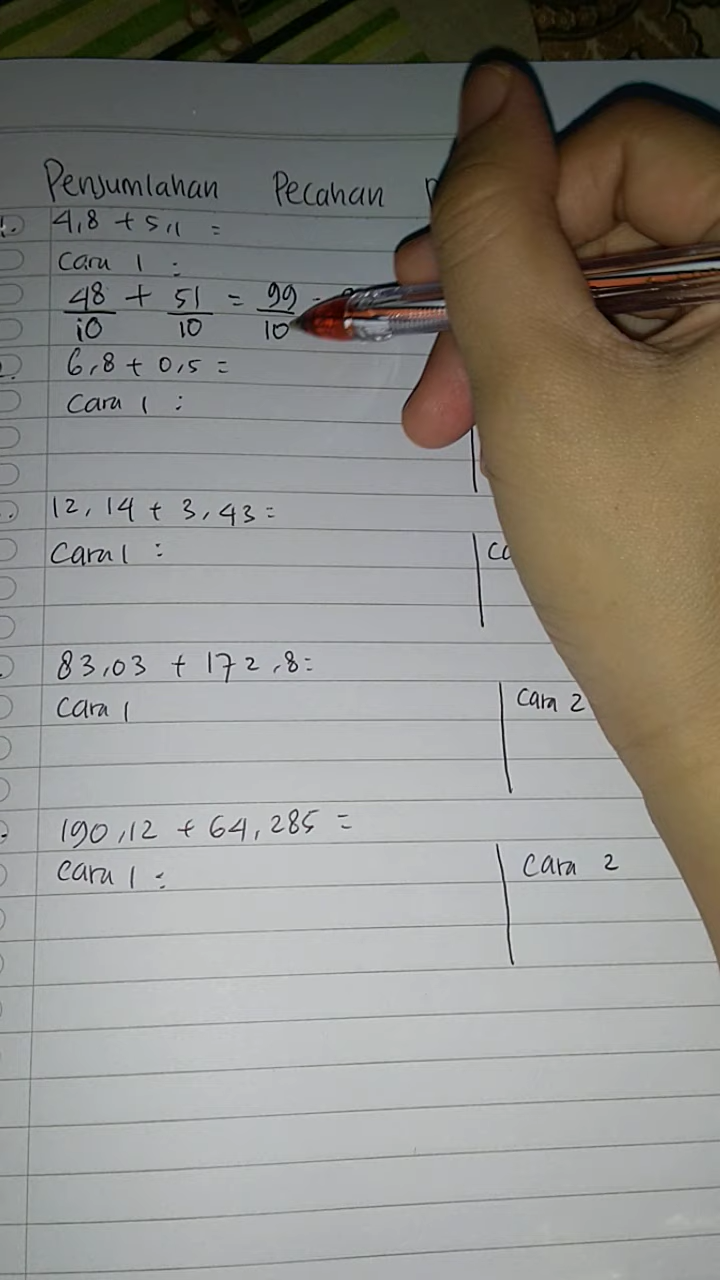 Penjumlahan Pecahan
1. 4,8 + 5,1 =
Cara 1 :
48/10 + 51/10 = 99/10 =
6,8 + 0,5 =
Cara 1 :
12,14 + 3,43 =
Cara 1 :
83,03 + 172,8 =
Cara 1
Cara 2
190,12 + 64,285 =
Cara 1 :
Cara 2